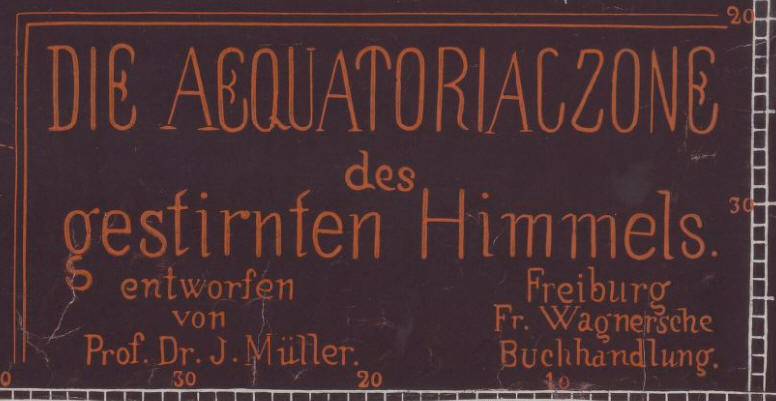 20
DIE AEQUATORIALZONE
des
gestirnten Himmels.
30
entworfen
von
Prof. Dr. J. Müller.
Freiburg
Fr. Wagnersche
Buchhandlung.
0 30 20 10